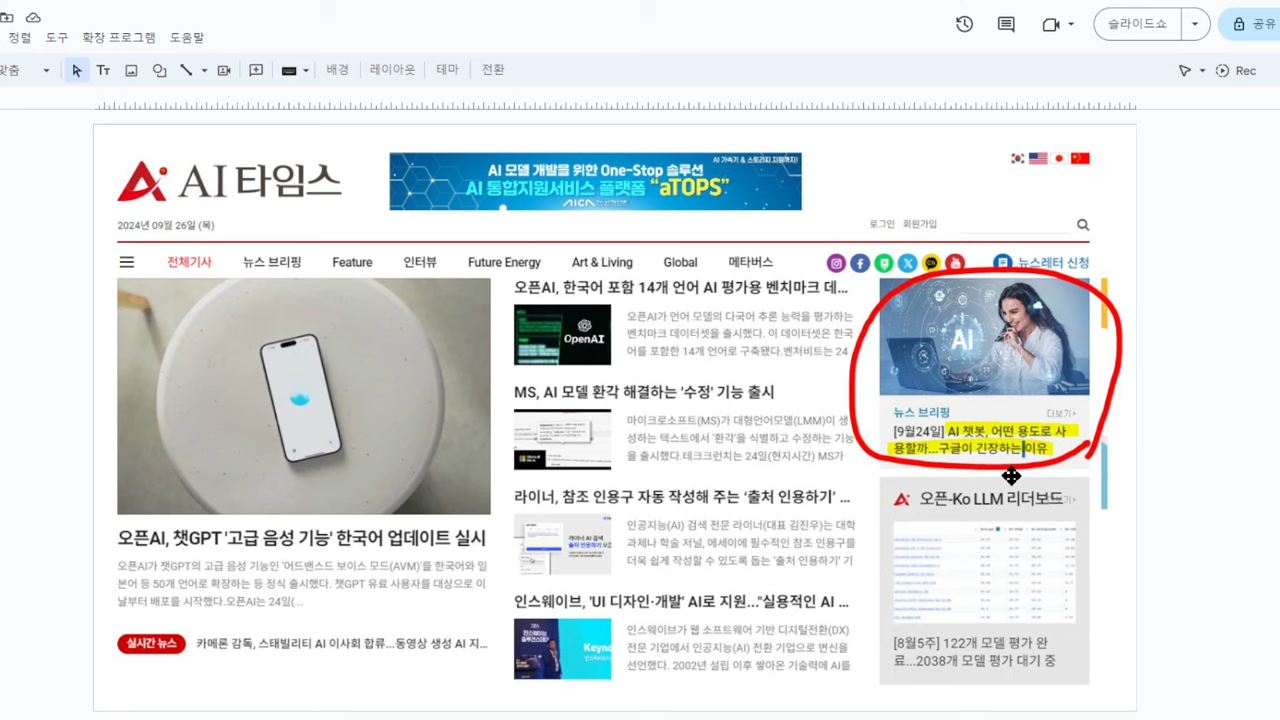 정렬 도구 확장 프로그램 도움말
슬라이드쇼
공유
맞춤
배경 레이아웃 테마 전환
Rec
AI타임스
AI 가속기 & 스토리지 지원까지!
AI 모델 개발을 위한 One-Stop 솔루션
AI 통합지원서비스 플랫폼 "aTOPS"
AICA
2024년 09월 26일 (목)
로그인 회원가입
전체기사 뉴스 브리핑 Feature 인터뷰 Future Energy Art & Living Global 메타버스
뉴스레터 신청
오픈AI, 챗GPT '고급 음성 기능' 한국어 업데이트 실시
오픈AI가 챗GPT의 고급 음성 기능인 '어드밴스드 보이스 모드(AVM)'를 한국어와 일
본어 등 50개 언어로 확장하는 등 정식 출시했다. 챗GPT 유료 사용자를 대상으로 이
날부터 배포를 시작했다.오픈AI는 24일(...
실시간 뉴스
카메론 감독, 스태빌리티 AI 이사회 합류...동영상 생성 AI 지...
오픈AI, 한국어 포함 14개 언어 AI 평가용 벤치마크 데...
OpenAI
오픈AI가 언어 모델의 다국어 추론 능력을 평가하는
벤치마크 데이터셋을 출시했다. 이 데이터셋은 한국
어를 포함한 14개 언어로 구축됐다.벤처비트는 24
MS, AI 모델 환각 해결하는 '수정' 기능 출시
마이크로소프트(MS)가 대형언어모델(LMM)이 생
성하는 텍스트에서 '환각'을 식별하고 수정하는 기능
을 출시했다.테크크런치는 24일(현지시간) MS가
라이너, 참조 인용구 자동 작성해 주는 '출처 인용하기' ...
라이너 AI 검색
인공지능(AI) 검색 전문 라이너(대표 김진우)는 대학
과제나 학술 저널, 에세이에 필수적인 참조 인용구를
더욱 쉽게 작성할 수 있도록 돕는 '출처 인용하기' 기
인스웨이브, 'UI 디자인·개발' AI로 지원..."실용적인 AI ...
Keyno
인스웨이브가 웹 소프트웨어 기반 디지털전환(DX)
전문 기업에서 인공지능(AI) 전환 기업으로 변신을
선언했다. 2002년 설립 이후 쌓아온 기술력에 AI를
AI
뉴스 브리핑
더보기
[9월24일] AI 챗봇, 어떤 용도로 사
용할까...구글이 긴장하는 이유
오픈-Ko LLM 리더보드
[8월5주] 122개 모델 평가 완
료...2038개 모델 평가 대기 중